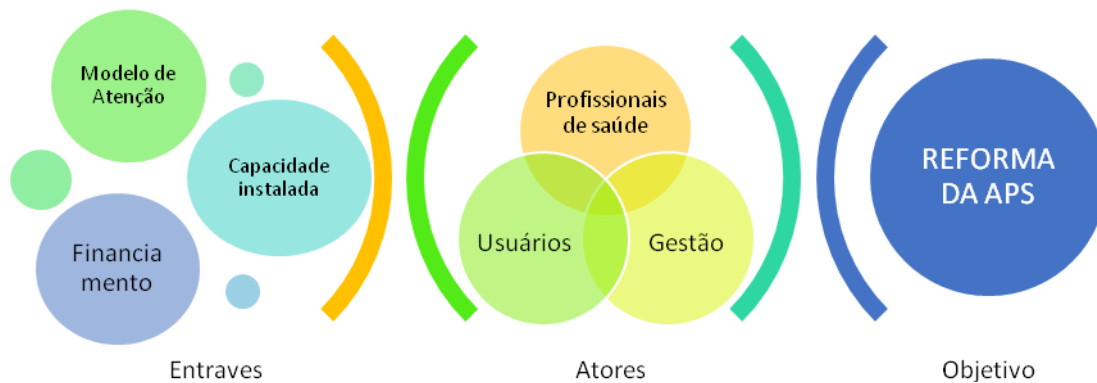 Modelo de
Atenção
Capacidade
instalada
Financia
mento
Entraves
Profissionais
de saúde
Usuários
Gestão
Atores
REFORMA
DA APS
Objetivo